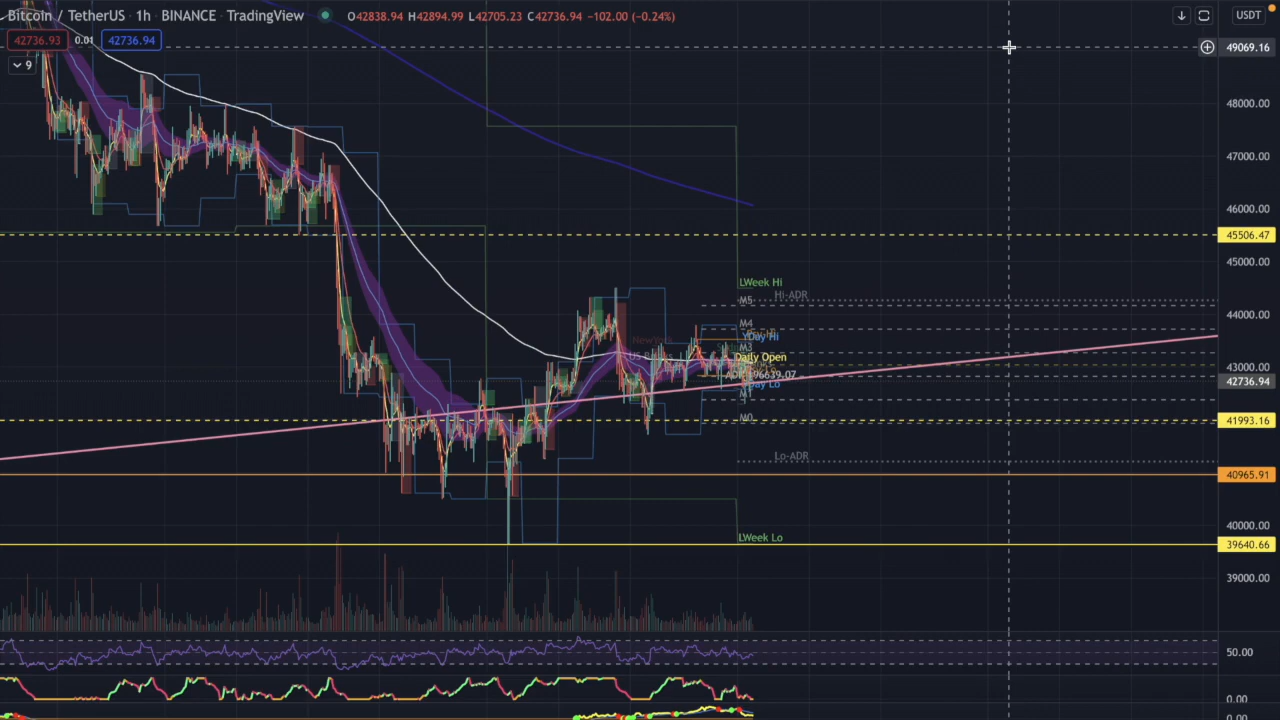 Bitcoin / TetherUS · 1h · BINANCE · TradingView O42838.94 H42894.99 L42705.23 C42736.94 −102.00 (−0.24%) USDT
42736.93 0.01 42736.94
49069.16
9
48000.00
47000.00
46000.00
45506.47
45000.00
LWeek Hi
Hi-ADR
M5
44000.00
M4
YDay Hi
M3
Daily Open
43000.00
42736.94
M1
M0
41993.16
Lo-ADR
40965.91
40000.00
LWeek Lo
39640.66
39000.00
50.00
0.00
0.00